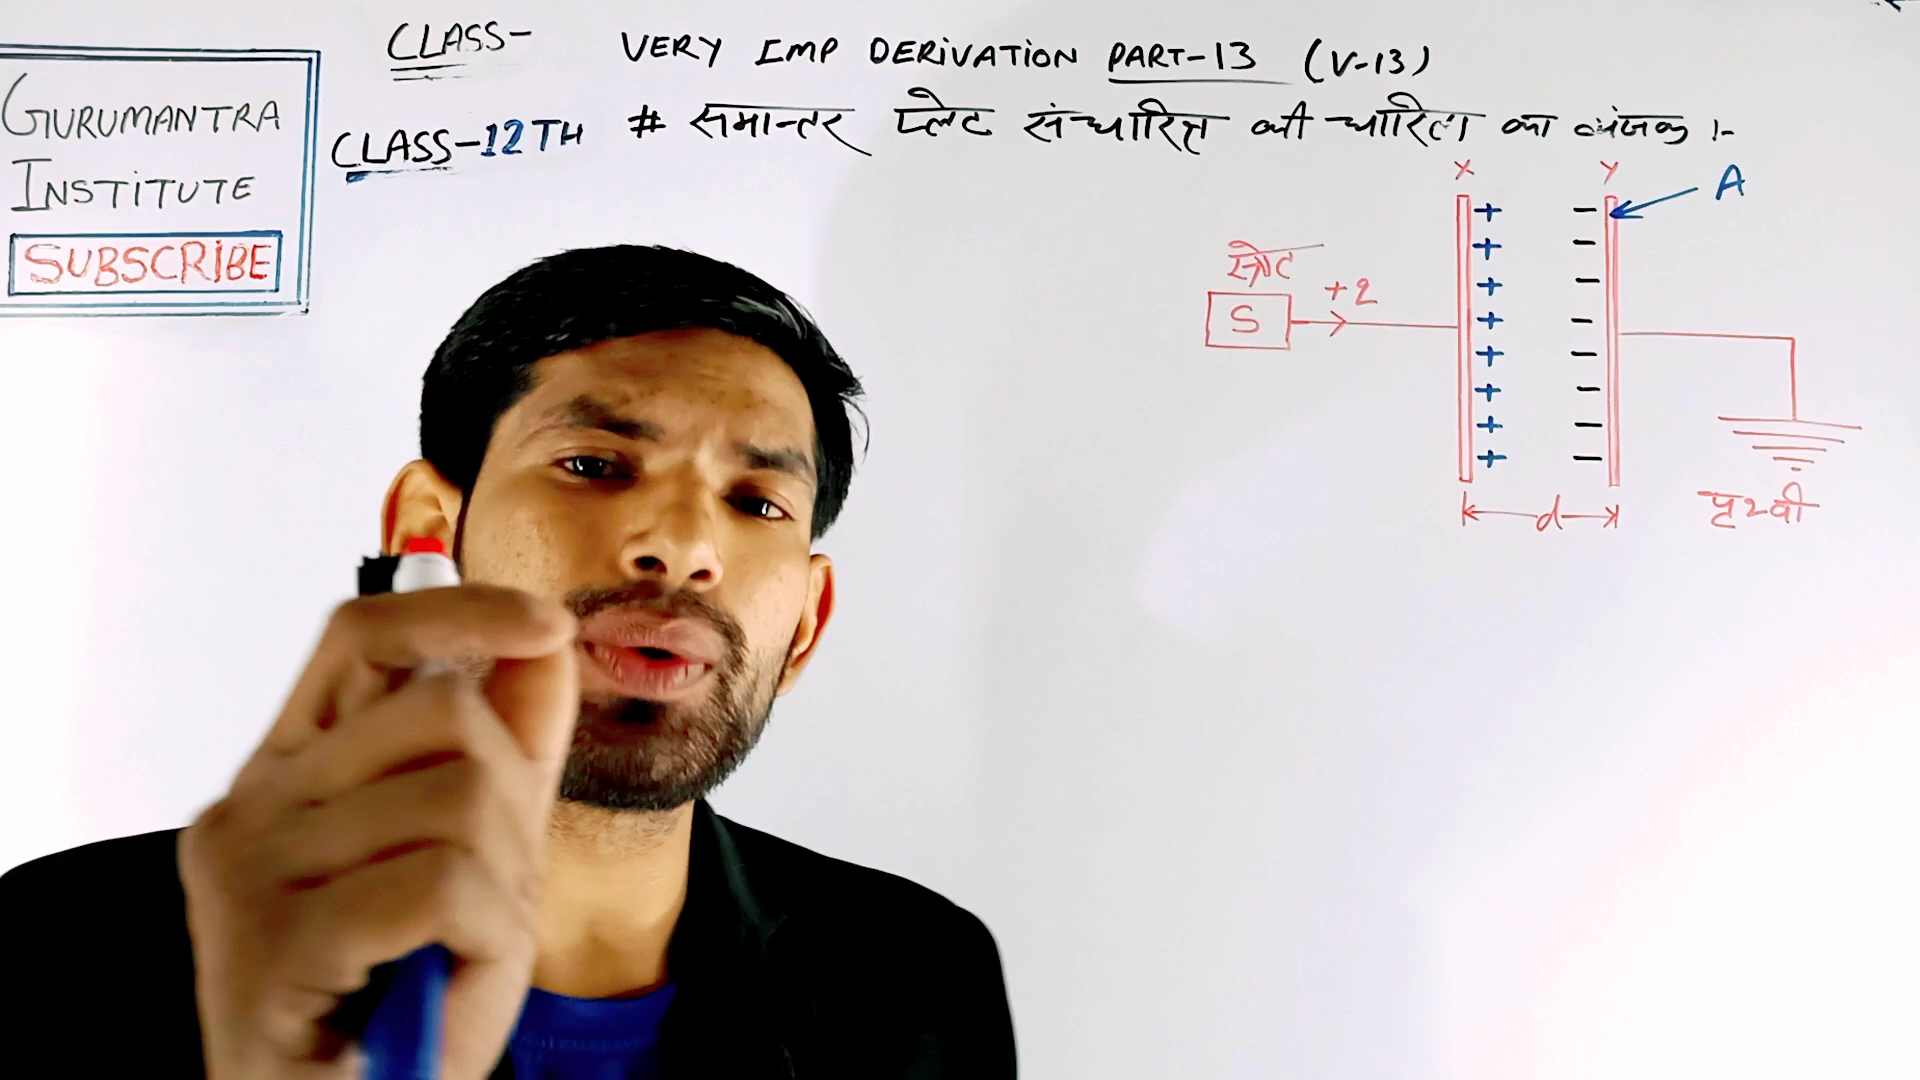 CLASS-
VERY IMP DERIVATION PART-13 (V-13)
GURUMANTRA
INSTITUTE
SUBSCRIBE
CLASS-12TH
# समान्तर प्लेट संधारित्र की धारिता का व्यंजक :-
X
Y
A
स्त्रोत
S
+q
+
+
+
+
+
+
+
+
-
-
-
-
-
-
-
-
d
पृथ्वी